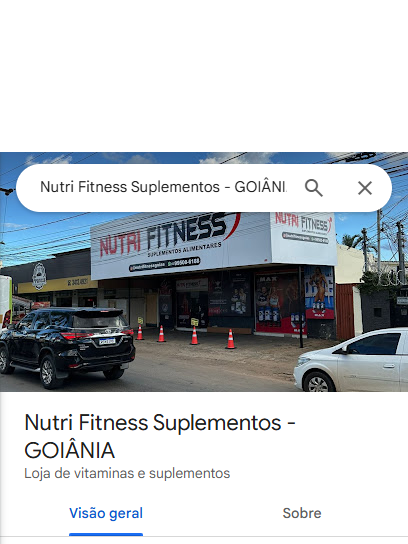 Nutri Fitness Suplementos - GOIÂNI
NUTRI FITNESS
SUPLEMENTOS ALIMENTARES
NUTRI FITNESS
MAX
Nutri Fitness Suplementos -
GOIÂNIA
Loja de vitaminas e suplementos
Visão geral
Sobre